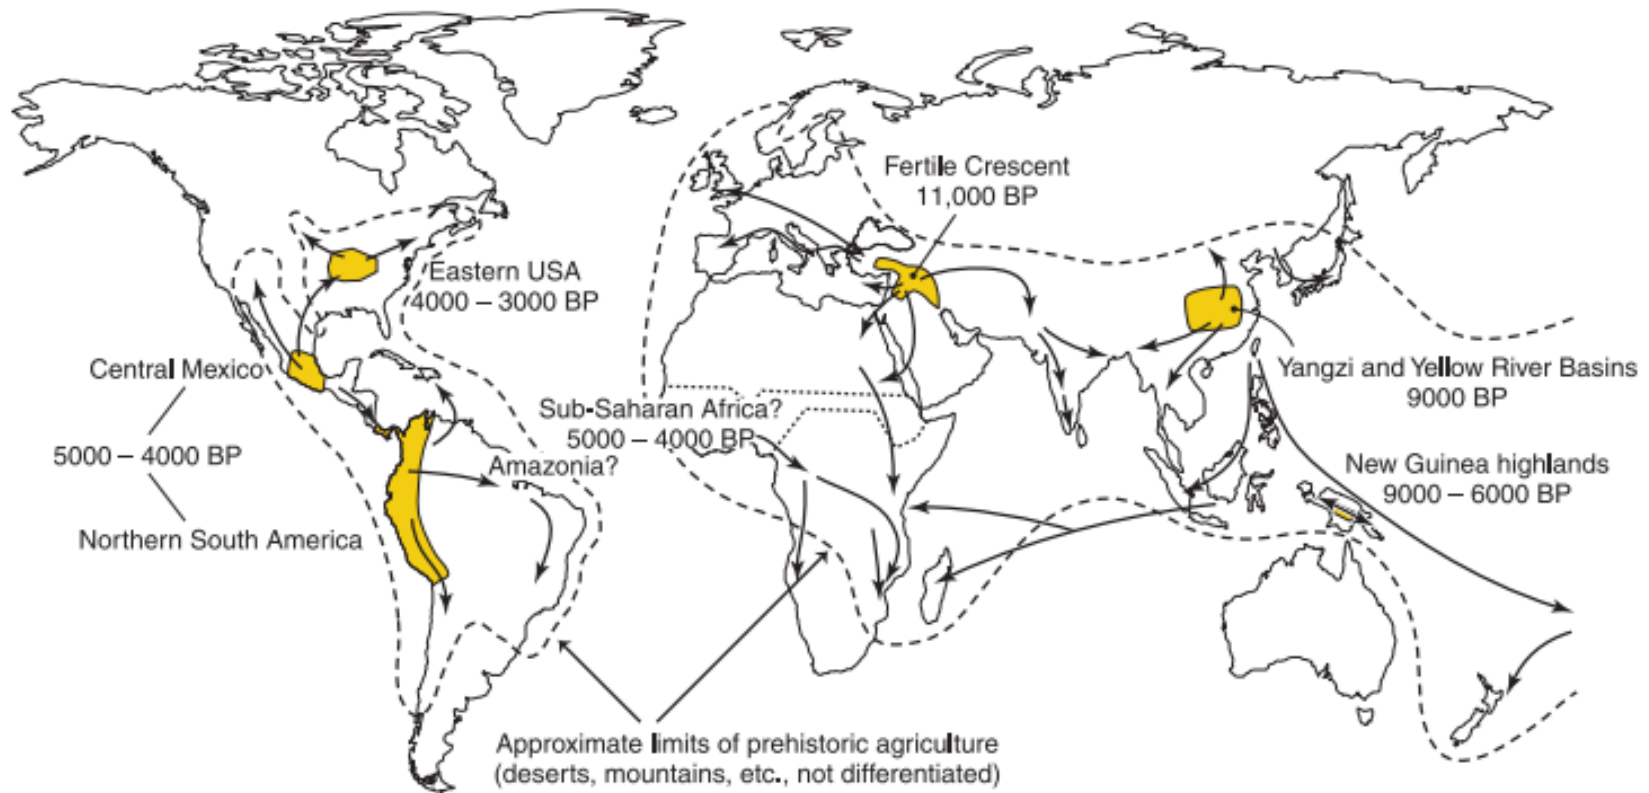 Fertile Crescent
11,000 BP
Eastern USA
4000 – 3000 BP
Central Mexico
5000 – 4000 BP
Northern South America
Amazonia?
Sub-Saharan Africa?
5000 – 4000 BP
Yangzi and Yellow River Basins
9000 BP
New Guinea highlands
9000 – 6000 BP
Approximate limits of prehistoric agriculture
(deserts, mountains, etc., not differentiated)